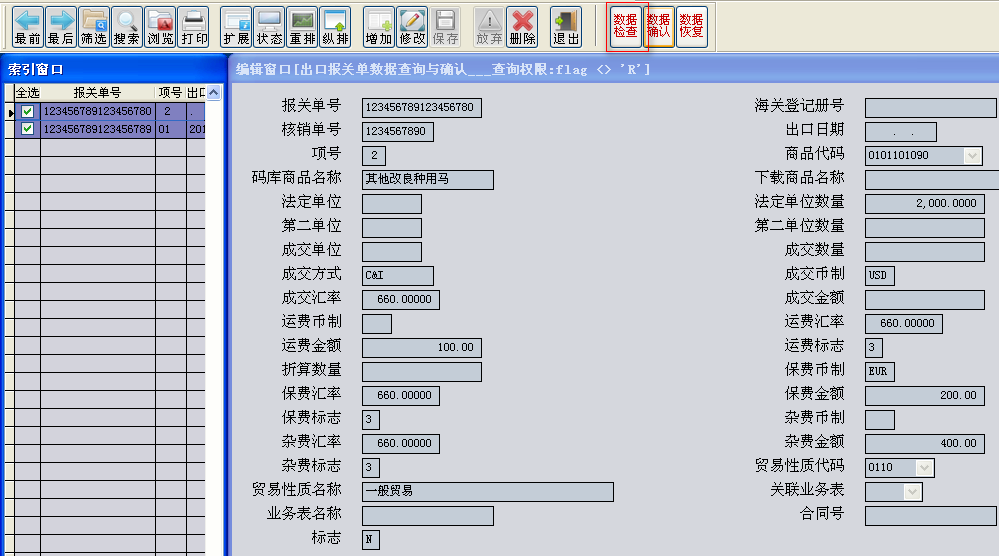 最前 最后 筛选 搜索 浏览 打印 扩展 状态 重排 纵排 增加 修改 保存 放弃 删除 退出 数据检查 数据确认 数据恢复
索引窗口
编辑窗口[出口报关单数据查询与确认___查询权限:flag <> 'R']
全选 报关单号 项号 出口
123456789123456780 2 .
123456789123456789 01 201
报关单号 123456789123456780 海关登记册号
核销单号 1234567890 出口日期 . .
项号 2 商品代码 0101101090
码库商品名称 其他改良种用马 下载商品名称
法定单位 法定单位数量 2,000.0000
第二单位 第二单位数量
成交单位 成交数量
成交方式 C&I 成交币制 USD
成交汇率 660.00000 成交金额
运费币制 运费汇率 660.00000
运费金额 100.00 运费标志 3
折算数量 保费币制 EUR
保费汇率 660.00000 保费金额 200.00
保费标志 3 杂费币制
杂费汇率 660.00000 杂费金额 400.00
杂费标志 3 贸易性质代码 0110
贸易性质名称 一般贸易 关联业务表
业务表名称 合同号
标志 N